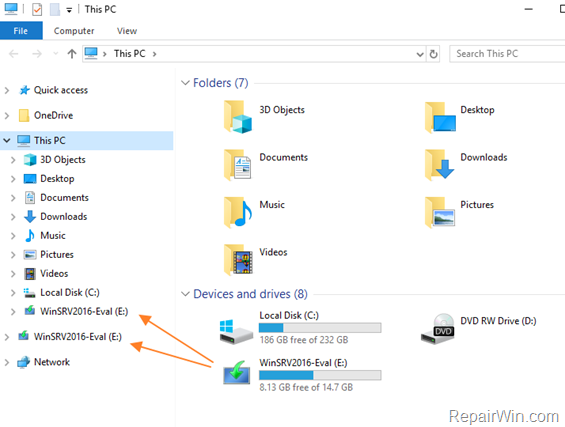 This PC
File
Computer
View
This PC
Search This PC
Quick access
OneDrive
This PC
3D Objects
Desktop
Documents
Downloads
Music
Pictures
Videos
Local Disk (C:)
WinSRV2016-Eval (E:)
WinSRV2016-Eval (E:)
Network
Folders (7)
3D Objects
Desktop
Documents
Downloads
Music
Pictures
Videos
Devices and drives (8)
Local Disk (C:)
186 GB free of 232 GB
DVD RW Drive (D:)
DVD
WinSRV2016-Eval (E:)
8.13 GB free of 14.7 GB
RepairWin.com